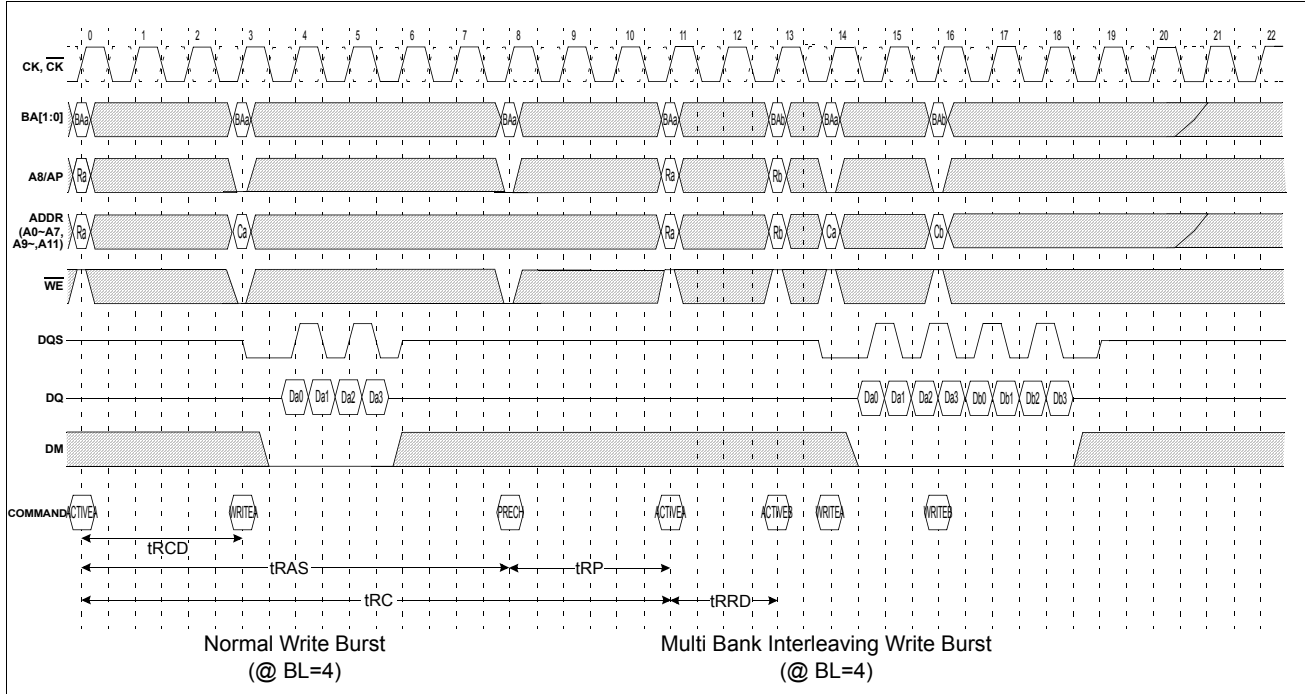 0 1 2 3 4 5 6 7 8 9 10 11 12 13 14 15 16 17 18 19 20 21 22
CK, CK
BA[1:0] BAa BAa BAa BAa BAb BAa BAb
A8/AP Ra Ra Rb
ADDR
(A0~A7, Ra Ca Ra Rb Ca Cb
A9~,A11)
WE
DQS
DQ Da0 Da1 Da2 Da3 Da0 Da1 Da2 Da3 Db0 Db1 Db2 Db3
DM
COMMAND ACTIVEA WRITEA PRECH ACTIVEA ACTIVEB WRITEA WRITEB
tRCD
tRAS tRP
tRC tRRD
Normal Write Burst Multi Bank Interleaving Write Burst
(@ BL=4) (@ BL=4)